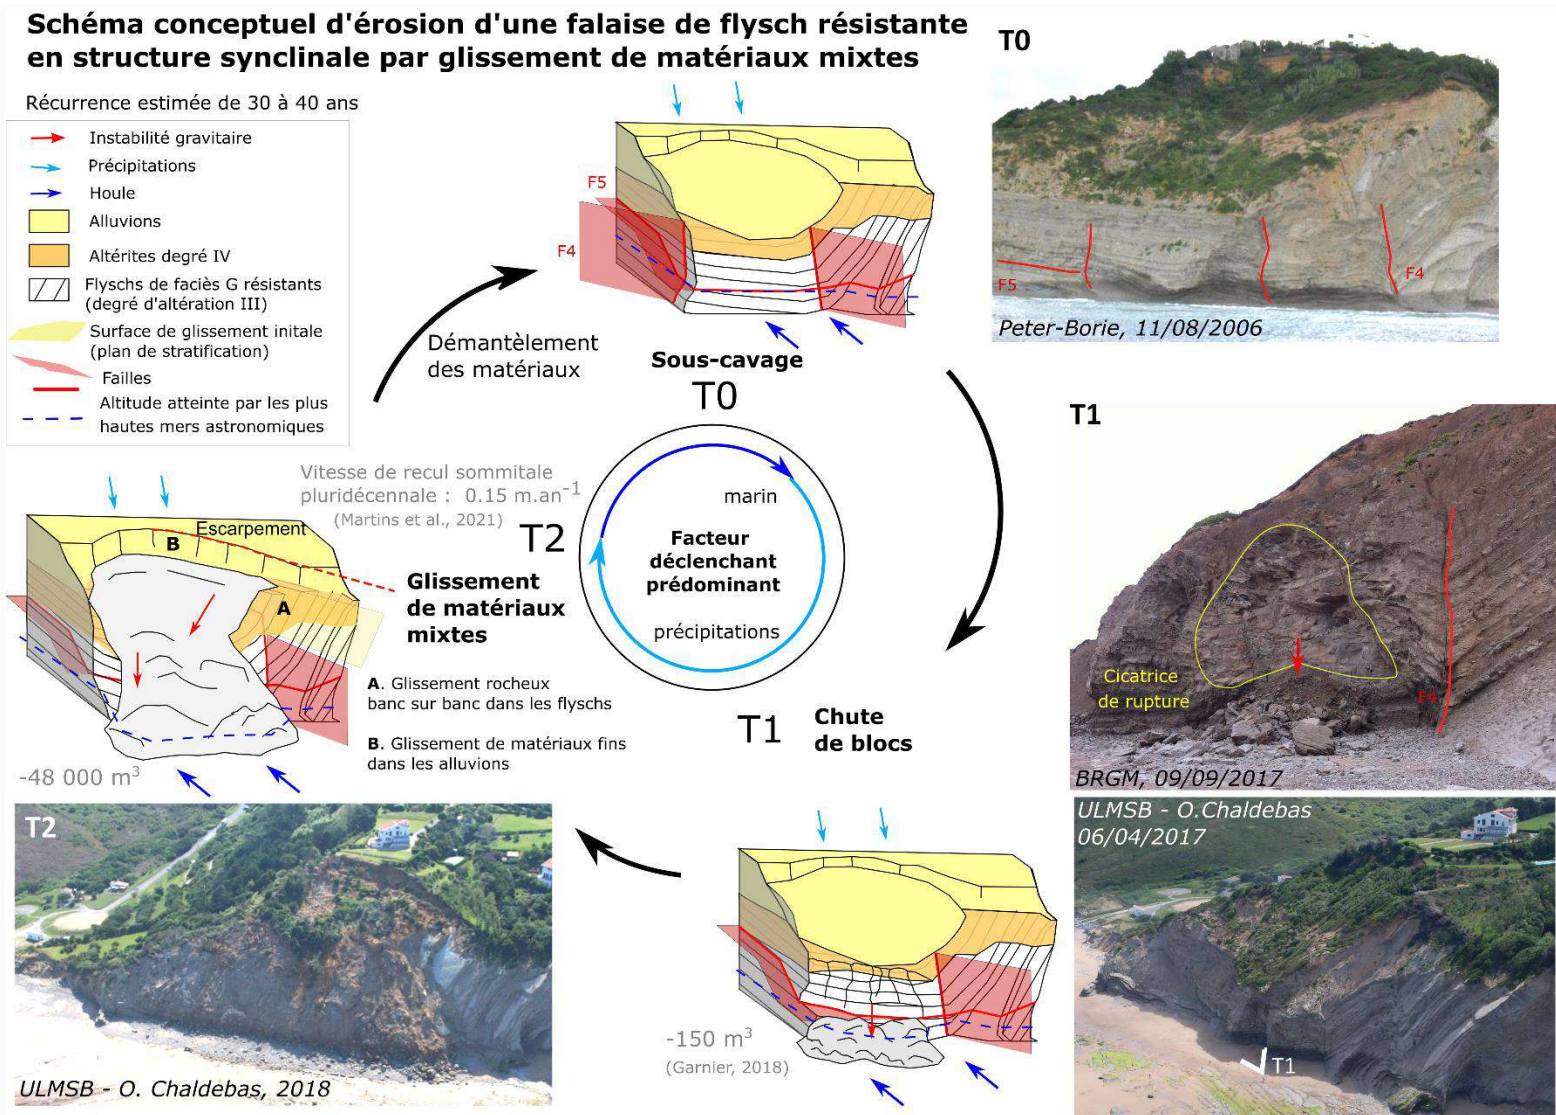 Schéma conceptuel d'érosion d'une falaise de flysch résistante
en structure synclinale par glissement de matériaux mixtes
Récurrence estimée de 30 à 40 ans
Instabilité gravitaire
Précipitations
Houle
Alluvions
Altérites degré IV
Flyschs de faciès G résistants
(degré d'altération III)
Surface de glissement initale
(plan de stratification)
Failles
Altitude atteinte par les plus
hautes mers astronomiques
F5
F4
Démantèlement
des matériaux
Sous-cavage
T0
T0
F5
F4
Peter-Borie, 11/08/2006
T1
Cicatrice
de rupture
F4
BRGM, 09/09/2017
ULMSB - O.Chaldebas
06/04/2017
T1
Vitesse de recul sommitale
pluridécennale : 0.15 m.an-1
(Martins et al., 2021)
T2
marin
Facteur
déclenchant
prédominant
précipitations
Escarpement
B
A
Glissement
de matériaux
mixtes
A. Glissement rocheux
banc sur banc dans les flyschs
B. Glissement de matériaux fins
dans les alluvions
-48 000 m3
T1
Chute
de blocs
-150 m3
(Garnier, 2018)
T2
ULMSB - O. Chaldebas, 2018